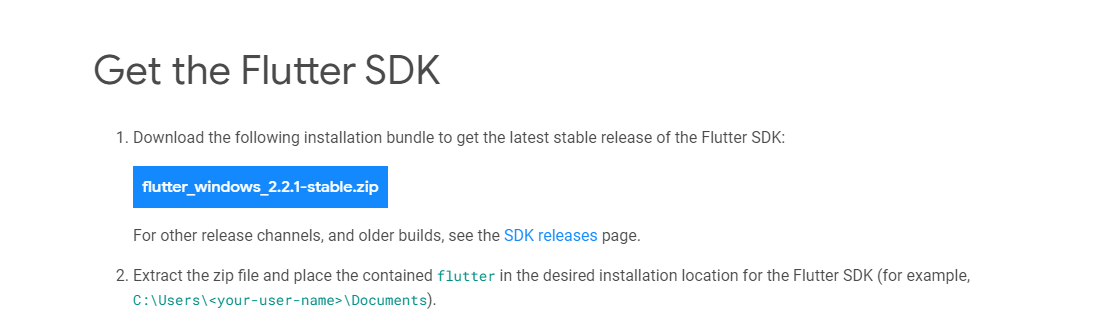 Get the Flutter SDK
1. Download the following installation bundle to get the latest stable release of the Flutter SDK:
flutter_windows_2.2.1-stable.zip
For other release channels, and older builds, see the SDK releases page.
2. Extract the zip file and place the contained flutter in the desired installation location for the Flutter SDK (for example,
C:\Users\<your-user-name>\Documents).